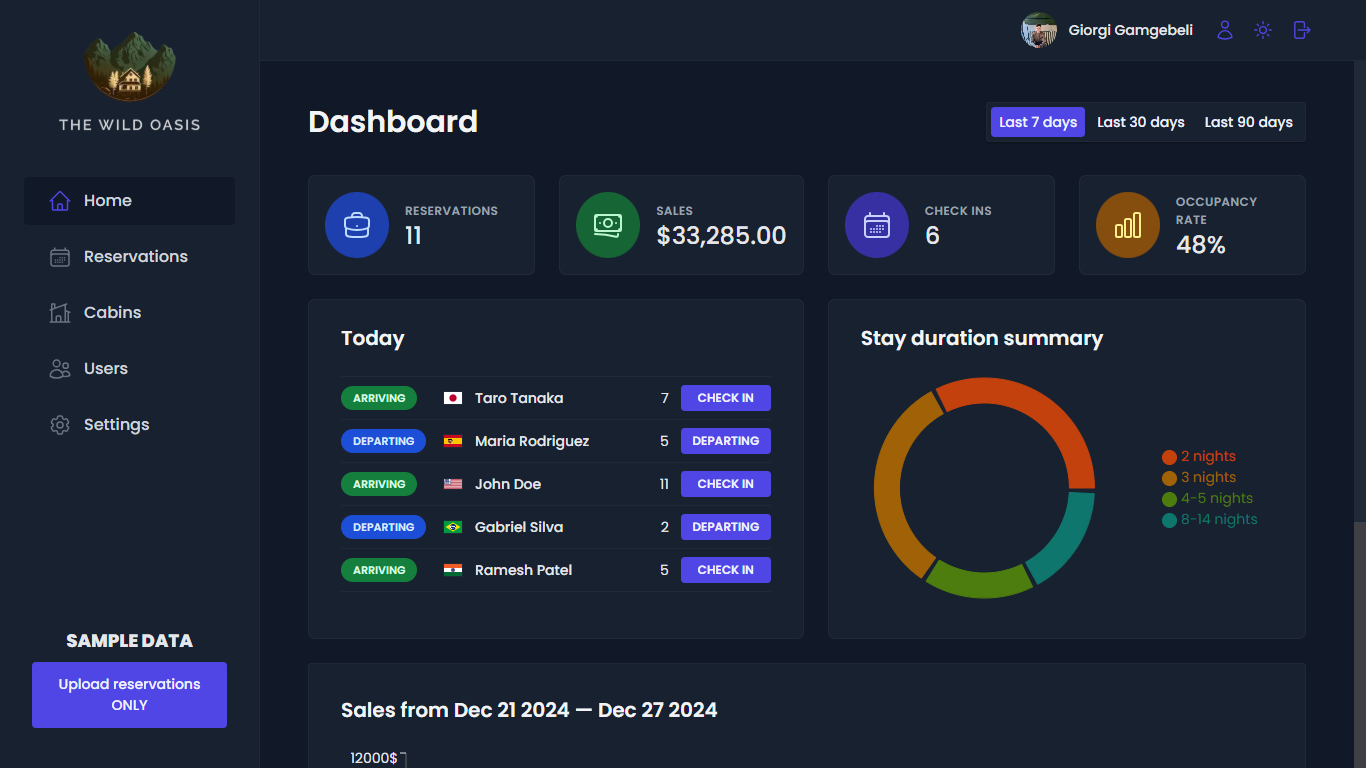 THE WILD OASIS
Home
Reservations
Cabins
Users
Settings
SAMPLE DATA
Upload reservations
ONLY
Giorgi Gamgebeli
Dashboard
Last 7 days Last 30 days Last 90 days
RESERVATIONS
11
SALES
$33,285.00
CHECK INS
6
OCCUPANCY
RATE
48%
Today
ARRIVING Taro Tanaka 7 CHECK IN
DEPARTING Maria Rodriguez 5 DEPARTING
ARRIVING John Doe 11 CHECK IN
DEPARTING Gabriel Silva 2 DEPARTING
ARRIVING Ramesh Patel 5 CHECK IN
Stay duration summary
2 nights
3 nights
4-5 nights
8-14 nights
Sales from Dec 21 2024 — Dec 27 2024
12000$